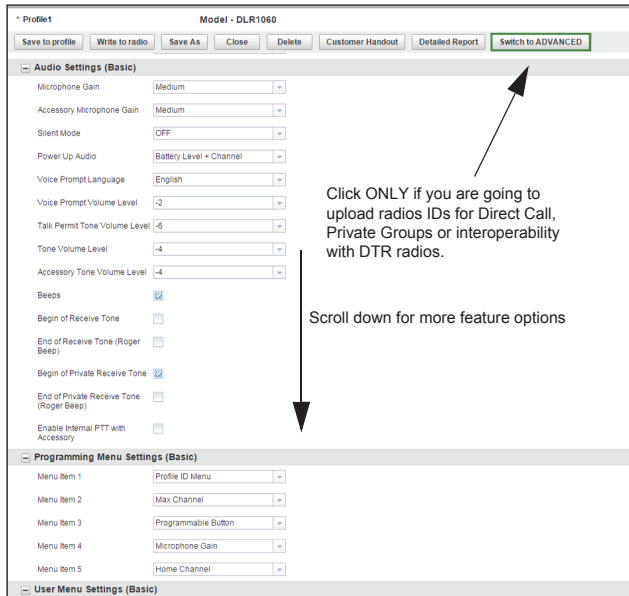 * Profile1 Model - DLR1060
Save to profile Write to radio Save As Close Delete Customer Handout Detailed Report Switch to ADVANCED
Audio Settings (Basic)
Microphone Gain Medium
Accessory Microphone Gain Medium
Silent Mode OFF
Power Up Audio Battery Level + Channel
Voice Prompt Language English
Voice Prompt Volume Level -2
Talk Permit Tone Volume Level -6
Tone Volume Level -4
Accessory Tone Volume Level -4
Beeps
Begin of Receive Tone
End of Receive Tone (Roger
Beep)
Begin of Private Receive Tone
End of Private Receive Tone
(Roger Beep)
Enable Internal PTT with
Accessory
Click ONLY if you are going to
upload radios IDs for Direct Call,
Private Groups or interoperability
with DTR radios.
Scroll down for more feature options
Programming Menu Settings (Basic)
Menu Item 1 Profile ID Menu
Menu Item 2 Max Channel
Menu Item 3 Programmable Button
Menu Item 4 Microphone Gain
Menu Item 5 Home Channel
User Menu Settings (Basic)